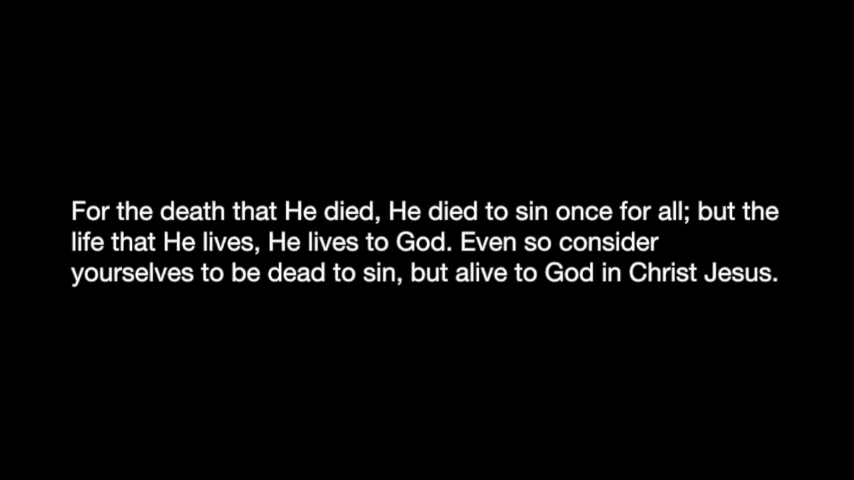 For the death that He died, He died to sin once for all; but the
life that He lives, He lives to God. Even so consider
yourselves to be dead to sin, but alive to God in Christ Jesus.